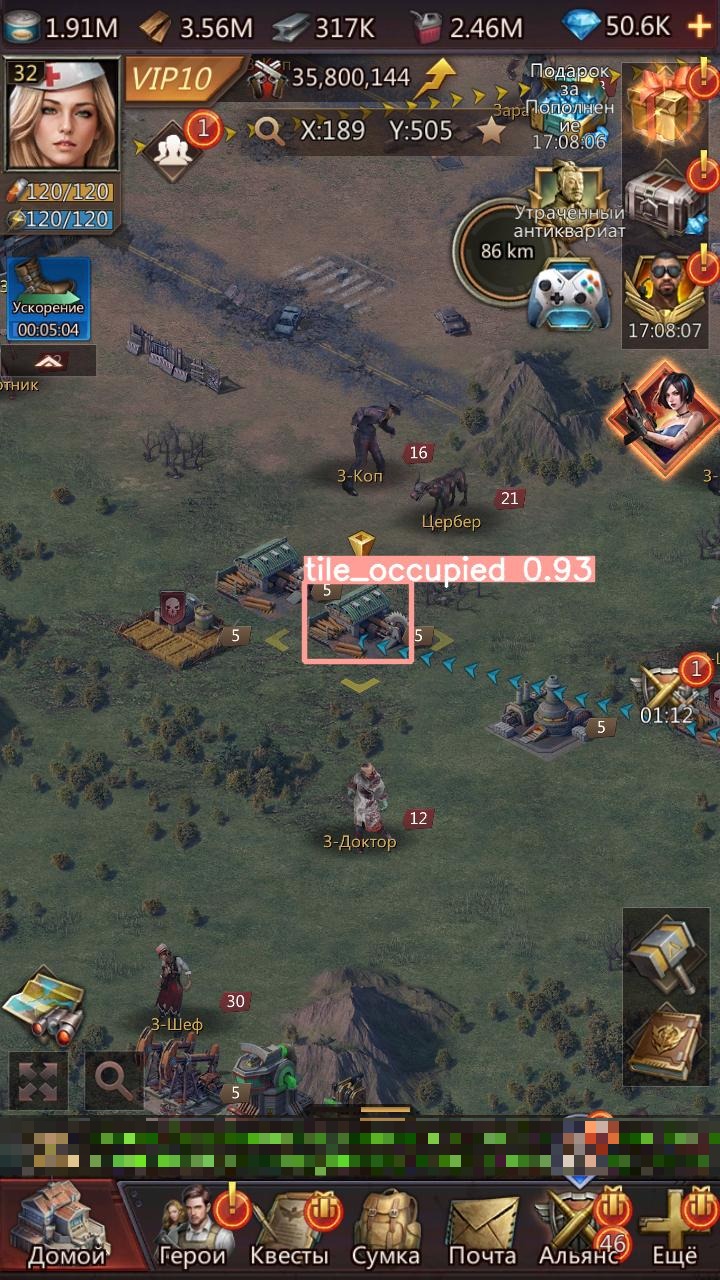 1.91M 3.56M 317K 2.46M 50.6K
32 VIP10 35,800,144
Подарок
за
Пополнен
ие
17:08:06
1 X:189 Y:505
120/120
120/120
Утраченный
антиквариат
86 km
Ускорение
00:05:04
17:08:07
отник
16
З-Коп
21
Цербер
tile_occupied 0.93
5
5
5
1
01:12
5
12
З-Доктор
30
З-Шеф
5
46
Домой Герои Квесты Сумка Почта Альянс Ещё